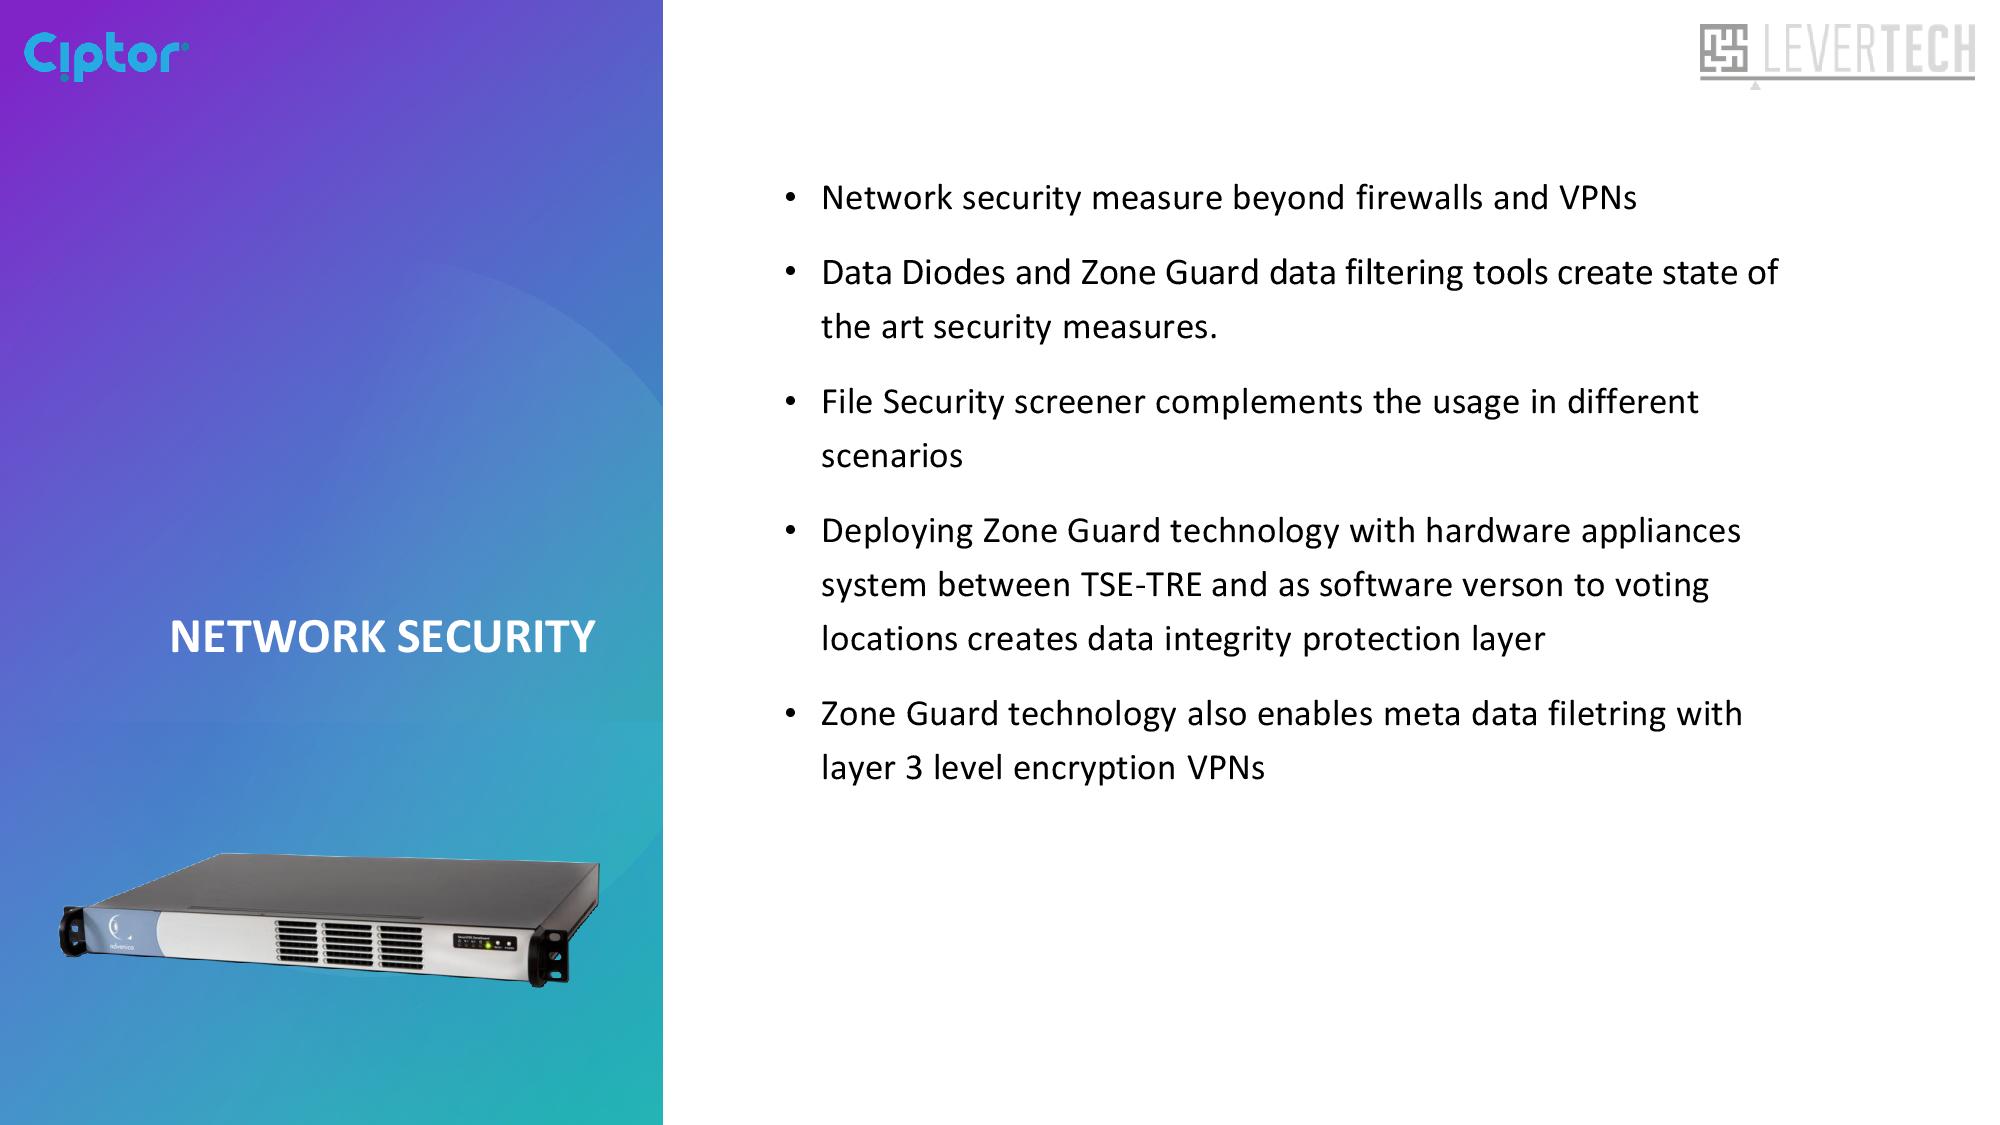 Ciptor
LEVERTECH
• Network security measure beyond firewalls and VPNs
• Data Diodes and Zone Guard data filtering tools create state of
the art security measures.
• File Security screener complements the usage in different
scenarios
• Deploying Zone Guard technology with hardware appliances
system between TSE-TRE and as software verson to voting
locations creates data integrity protection layer
• Zone Guard technology also enables meta data filetring with
layer 3 level encryption VPNs
NETWORK SECURITY
advenica